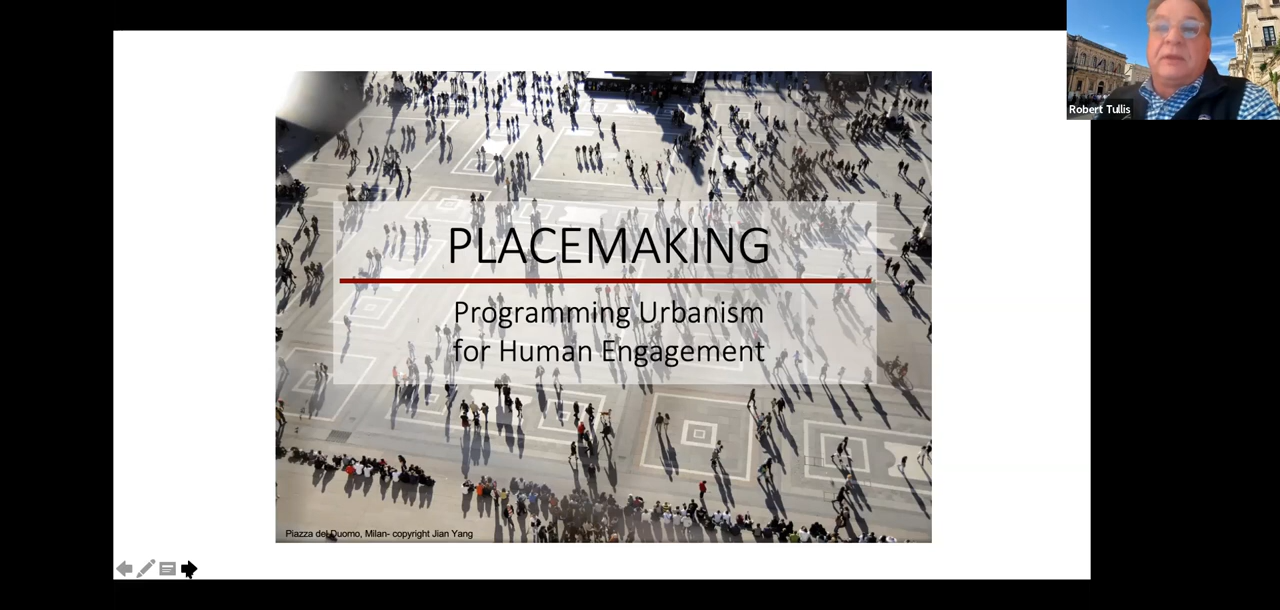 Robert Tullis
PLACEMAKING
Programming Urbanism
for Human Engagement
Piazza del Duomo, Milan- copyright Jian Yang